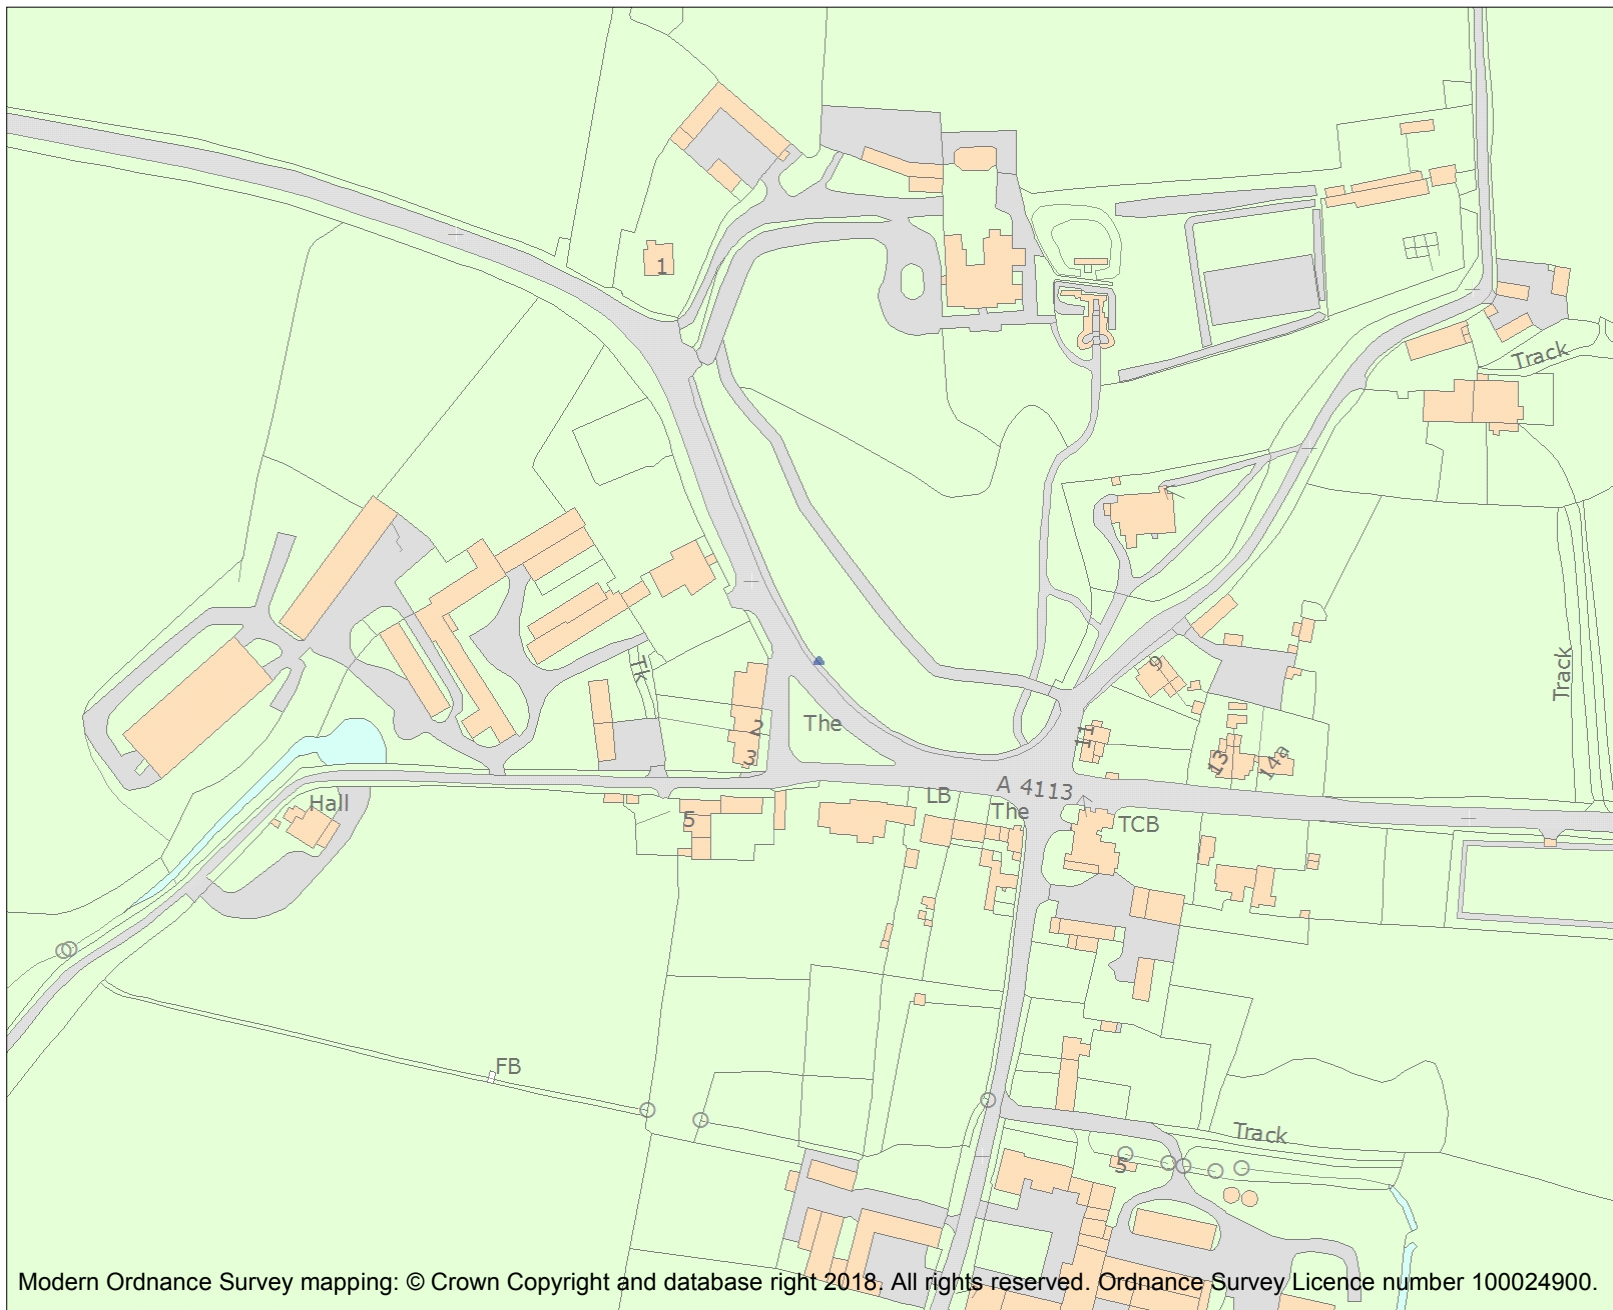 1
Track
9
Track
Tk
The
2
11
3
13
14a
A 4113
LB
The
Hall
5
TCB
FB
Track
5
Modern Ordnance Survey mapping: © Crown Copyright and database right 2018. All rights reserved. Ordnance Survey Licence number 100024900.